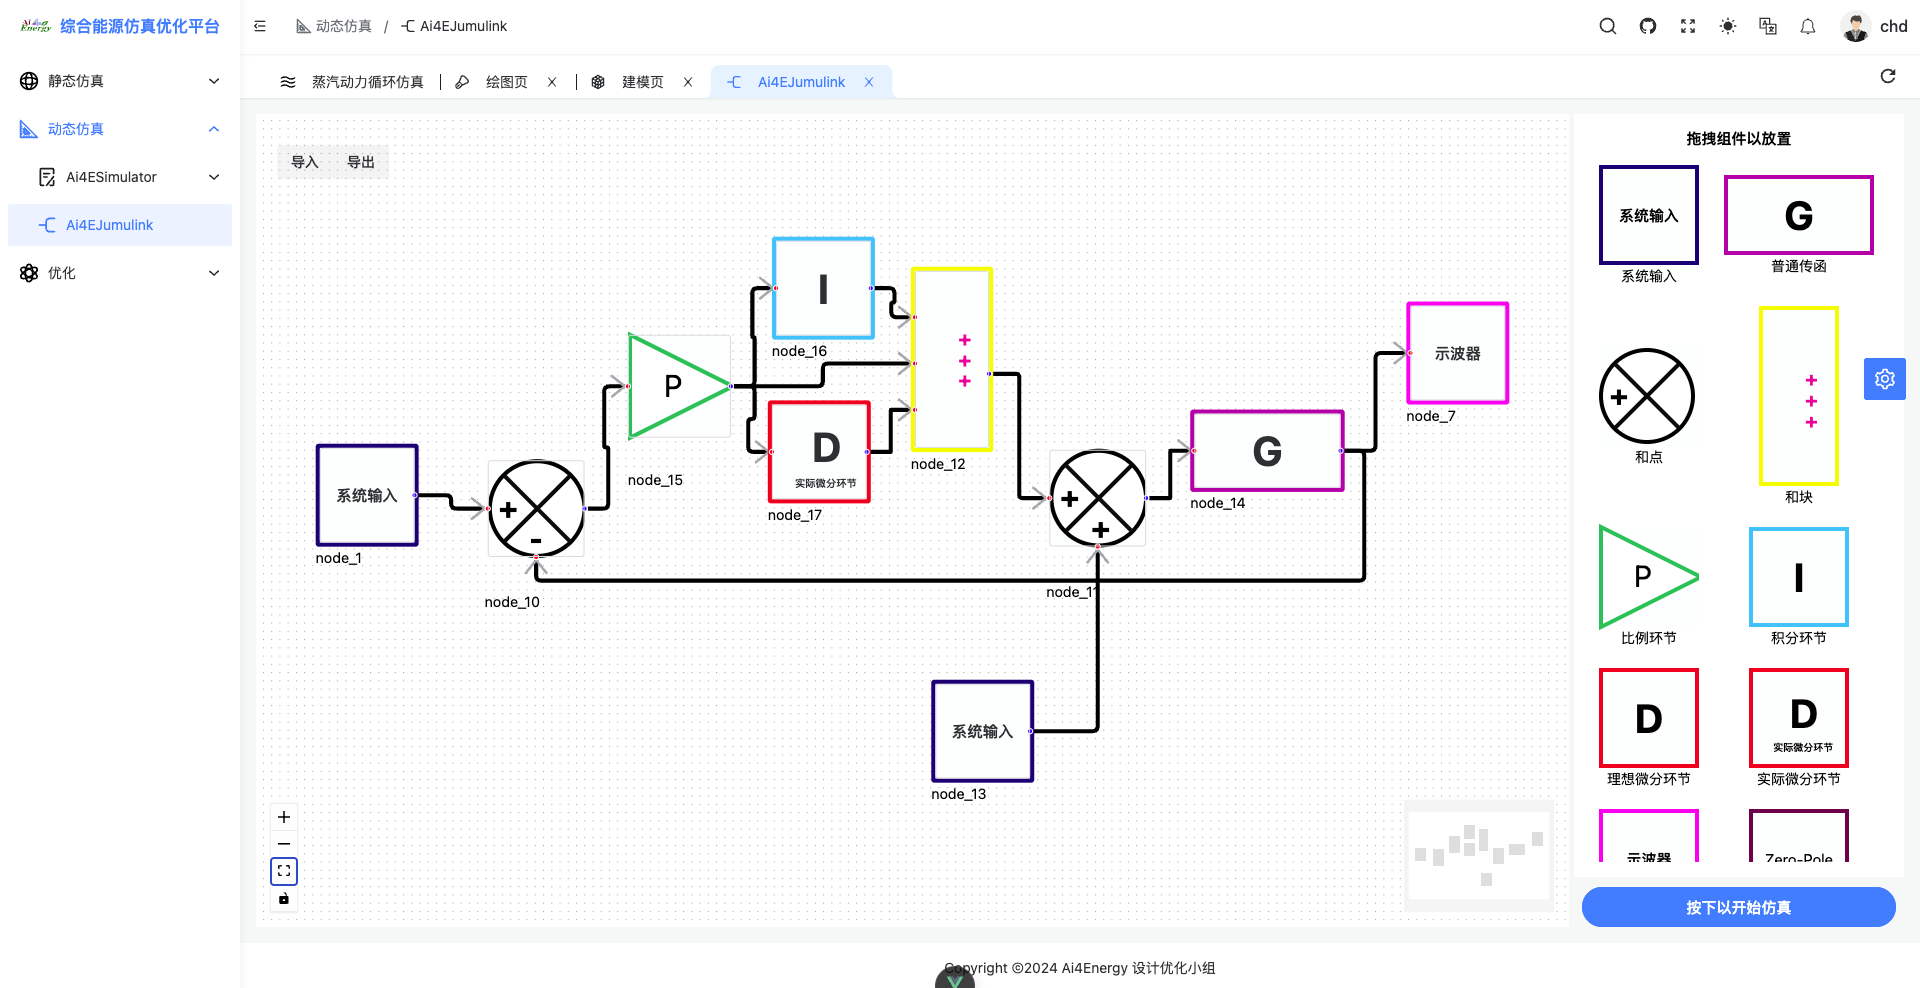 Ai4Energy 综合能源仿真优化平台
静态仿真
动态仿真
Ai4ESimulator
Ai4EJumulink
优化
动态仿真 / Ai4EJumulink
chd
蒸汽动力循环仿真
绘图页
建模页
Ai4EJumulink
导入 导出
I
node_16
P
node_15
D
实际微分环节
node_17
+
+
+
node_12
系统输入
node_1
+
-
node_10
+
+
node_11
G
node_14
示波器
node_7
系统输入
node_13
拖拽组件以放置
系统输入
系统输入
G
普通传函
+
和点
+
+
+
和块
P
比例环节
I
积分环节
D
理想微分环节
D
实际微分环节
实际微分环节
示波器
Zero-Pole
按下以开始仿真
Copyright ©2024 Ai4Energy 设计优化小组